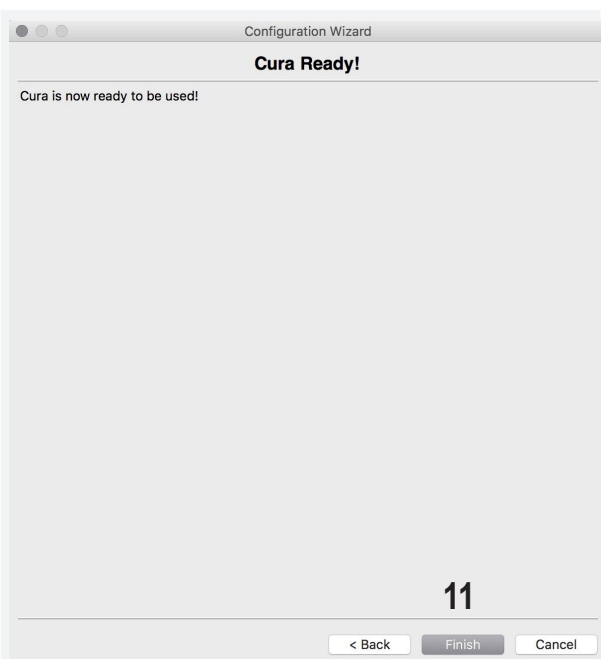 Configuration Wizard
Cura Ready!
Cura is now ready to be used!
11
< Back Finish Cancel